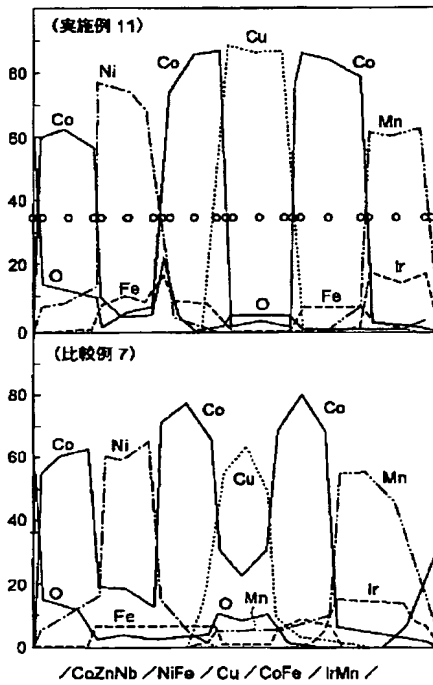 (実施例 11)
80
60
40
20
0
Co
Ni
Co
Cu
Co
Mn
O
Fe
O
Fe
Ir
(比較例 7)
80
60
40
20
0
Co
Ni
Co
Cu
Co
Mn
O
Fe
O
Mn
Ir
/CoZnNb /NiFe / Cu / CoFe / IrMn /